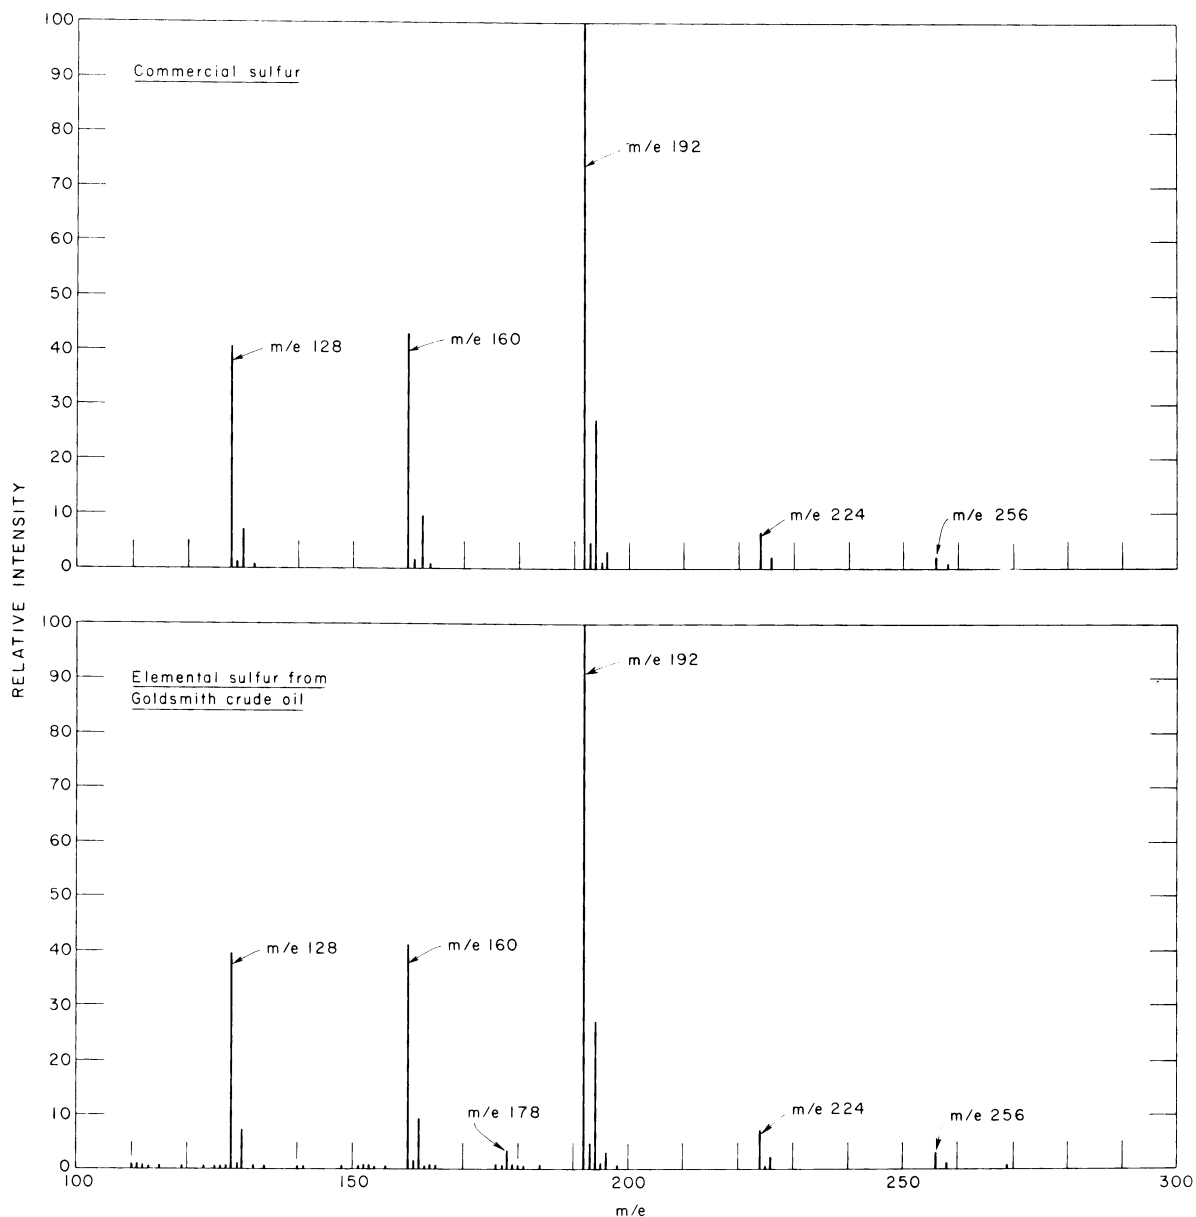 100
90
80
70
60
50
40
30
20
10
0
Commercial sulfur
m/e 192
m/e 128
m/e 160
m/e 224
m/e 256
RELATIVE INTENSITY
100
90
80
70
60
50
40
30
20
10
0
Elemental sulfur from
Goldsmith crude oil
m/e 192
m/e 128
m/e 160
m/e 178
m/e 224
m/e 256
100
150
200
250
300
m/e